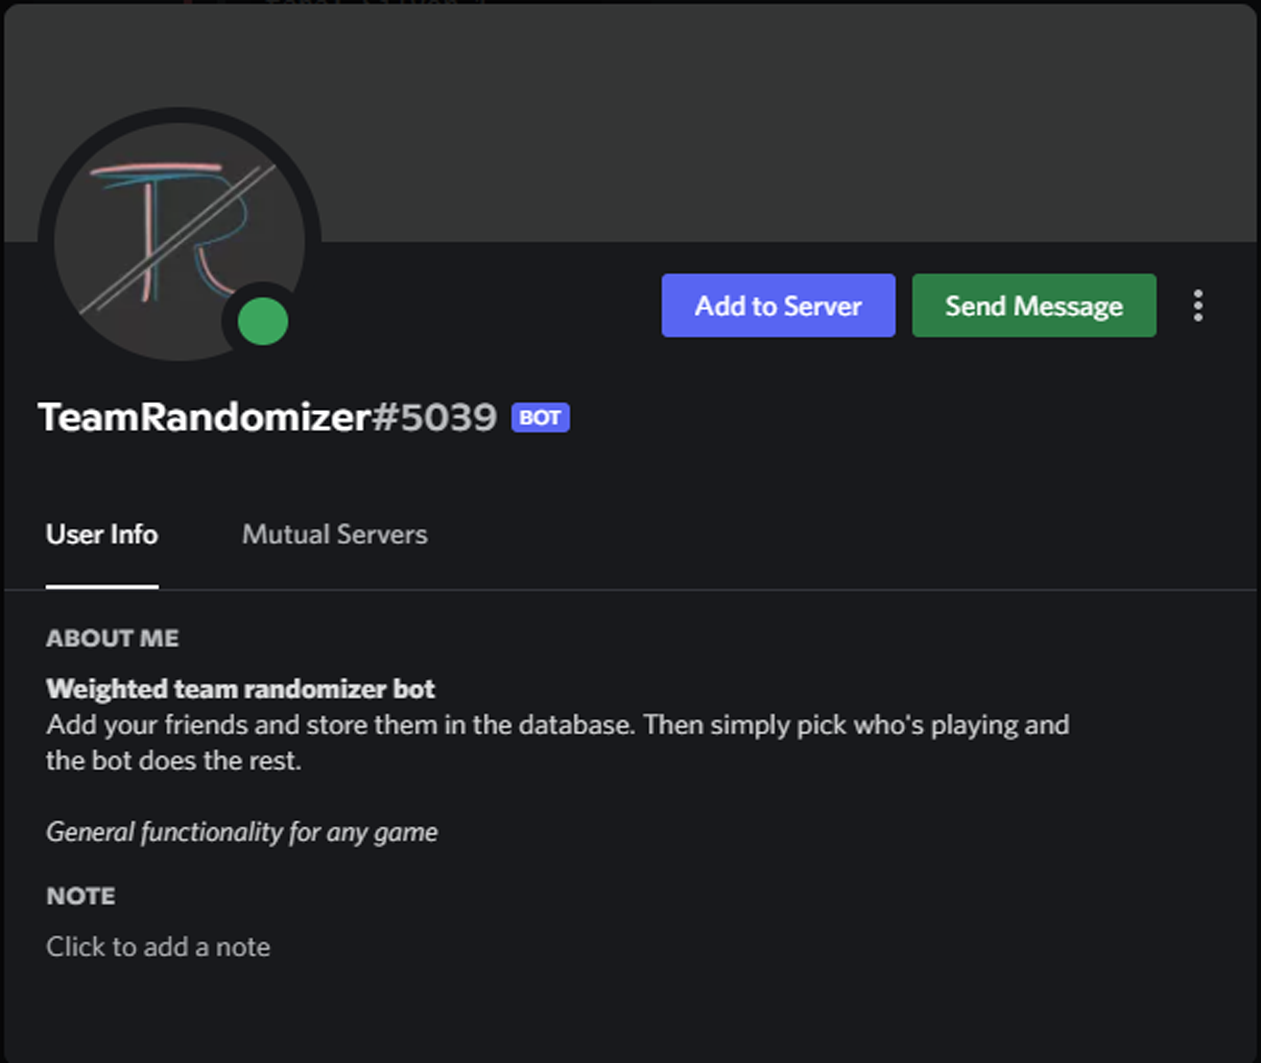 TR
Add to Server
Send Message
TeamRandomizer#5039 BOT
User Info
Mutual Servers
ABOUT ME
Weighted team randomizer bot
Add your friends and store them in the database. Then simply pick who's playing and
the bot does the rest.
General functionality for any game
NOTE
Click to add a note